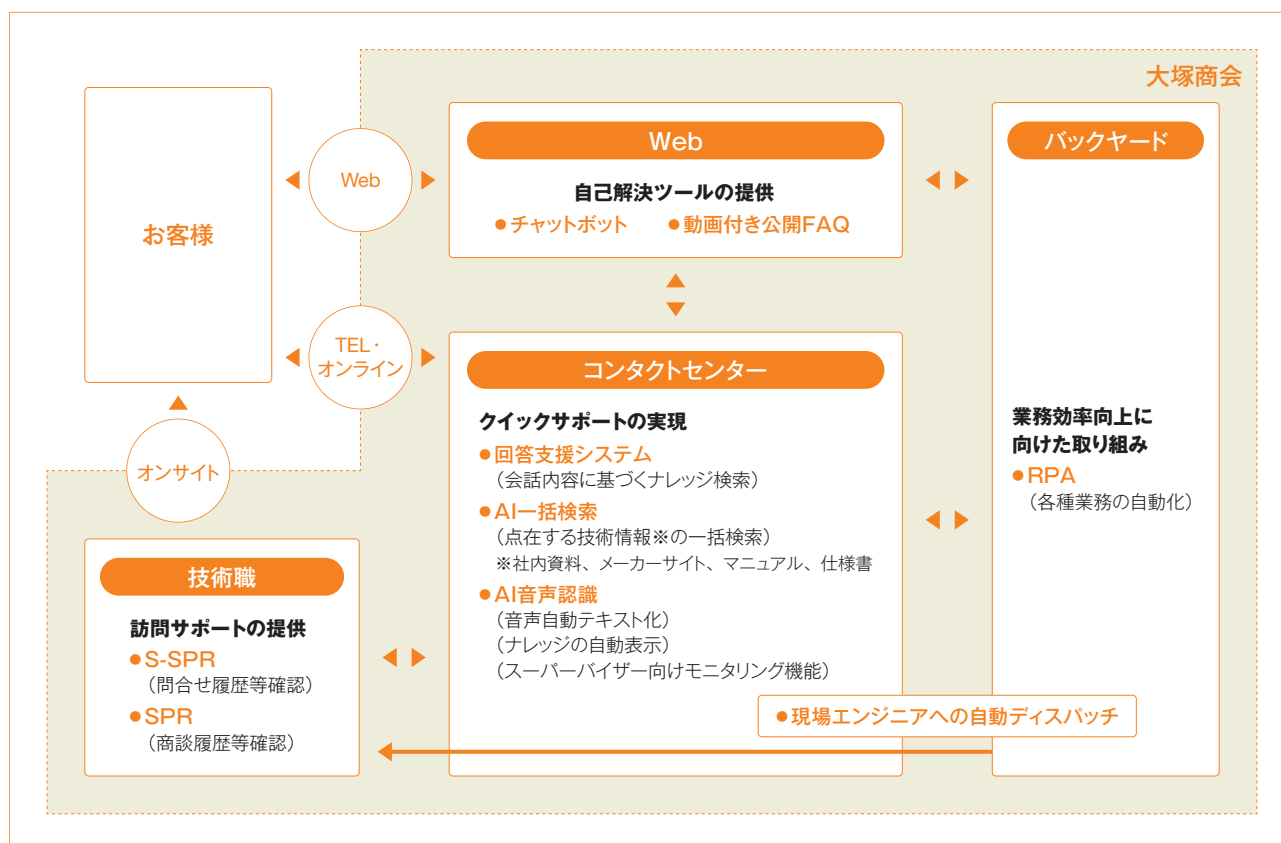 大塚商会
お客様
Web
TEL・
オンライン
オンサイト
Web
自己解決ツールの提供
●チャットボット ●動画付き公開FAQ
コンタクトセンター
クイックサポートの実現
●回答支援システム
（会話内容に基づくナレッジ検索）
●AI一括検索
（点在する技術情報※の一括検索）
※社内資料、メーカーサイト、マニュアル、仕様書
●AI音声認識
（音声自動テキスト化）
（ナレッジの自動表示）
（スーパーバイザー向けモニタリング機能）
バックヤード
業務効率向上に
向けた取り組み
●RPA
（各種業務の自動化）
●現場エンジニアへの自動ディスパッチ
技術職
訪問サポートの提供
●S-SPR
（問合せ履歴等確認）
●SPR
（商談履歴等確認）